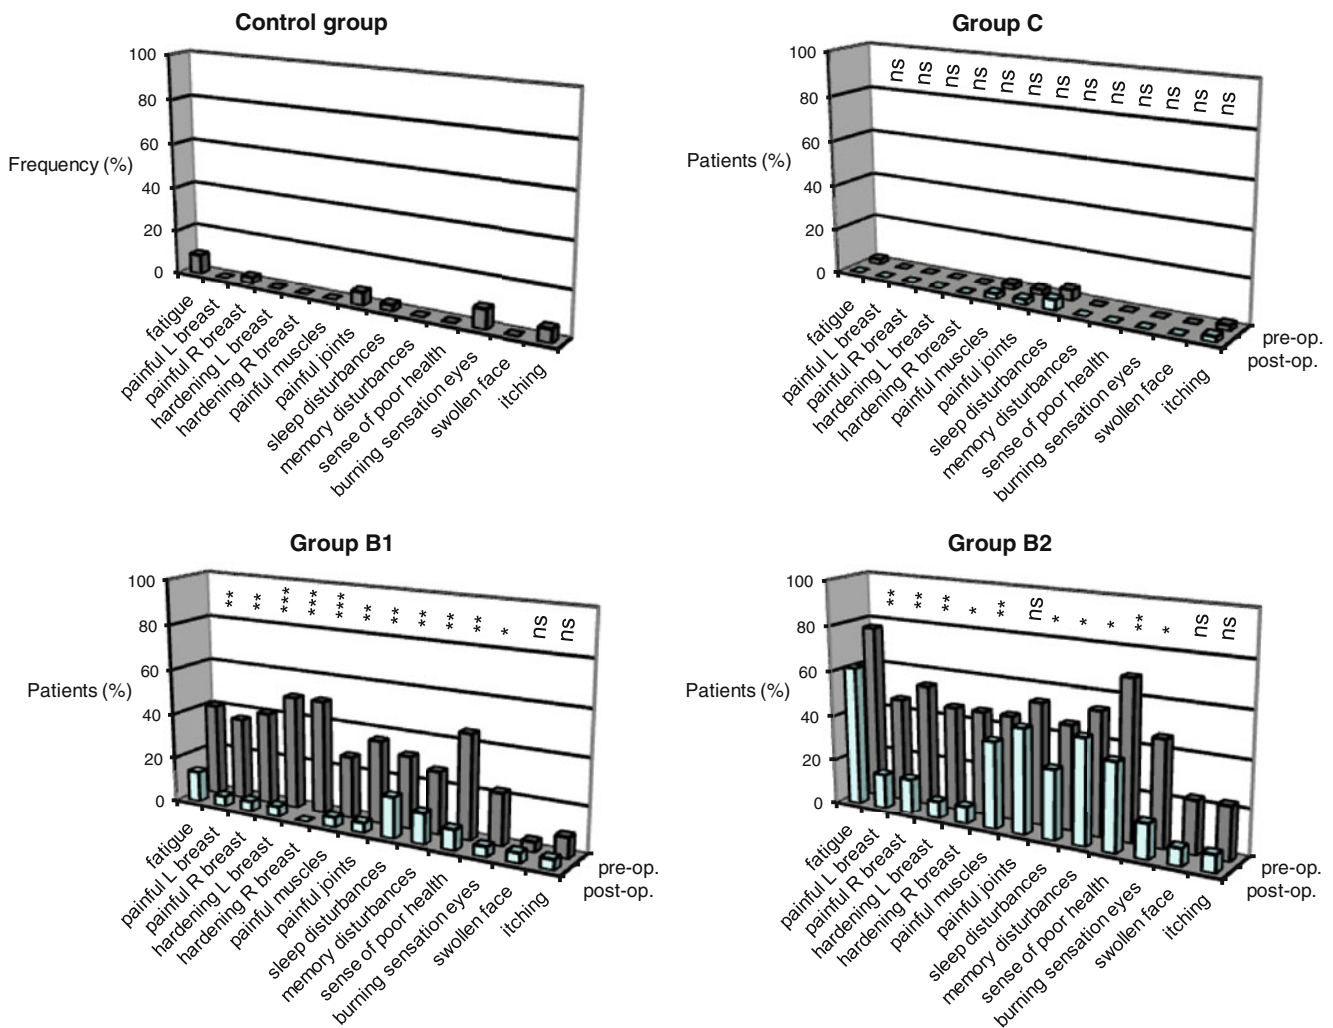 Control group
100
80
60
40
20
0
Frequency (%)
fatigue
painful L breast
painful R breast
hardening L breast
hardening R breast
painful muscles
painful joints
sleep disturbances
memory disturbances
sense of poor health
burning sensation eyes
swollen face
itching
Group C
100
80
60
40
20
0
Patients (%)
ns ns ns ns ns ns ns ns ns ns ns ns ns
fatigue
painful L breast
painful R breast
hardening L breast
hardening R breast
painful muscles
painful joints
sleep disturbances
memory disturbances
sense of poor health
burning sensation eyes
swollen face
itching
pre-op.
post-op.
Group B1
100
80
60
40
20
0
Patients (%)
** ** *** *** *** ** ** ** ** ** * ns ns
fatigue
painful L breast
painful R breast
hardening L breast
hardening R breast
painful muscles
painful joints
sleep disturbances
memory disturbances
sense of poor health
burning sensation eyes
swollen face
itching
pre-op.
post-op.
Group B2
100
80
60
40
20
0
Patients (%)
** ** ** * ** ns * * * ** * ns ns
fatigue
painful L breast
painful R breast
hardening L breast
hardening R breast
painful muscles
painful joints
sleep disturbances
memory disturbances
sense of poor health
burning sensation eyes
swollen face
itching
pre-op.
post-op.